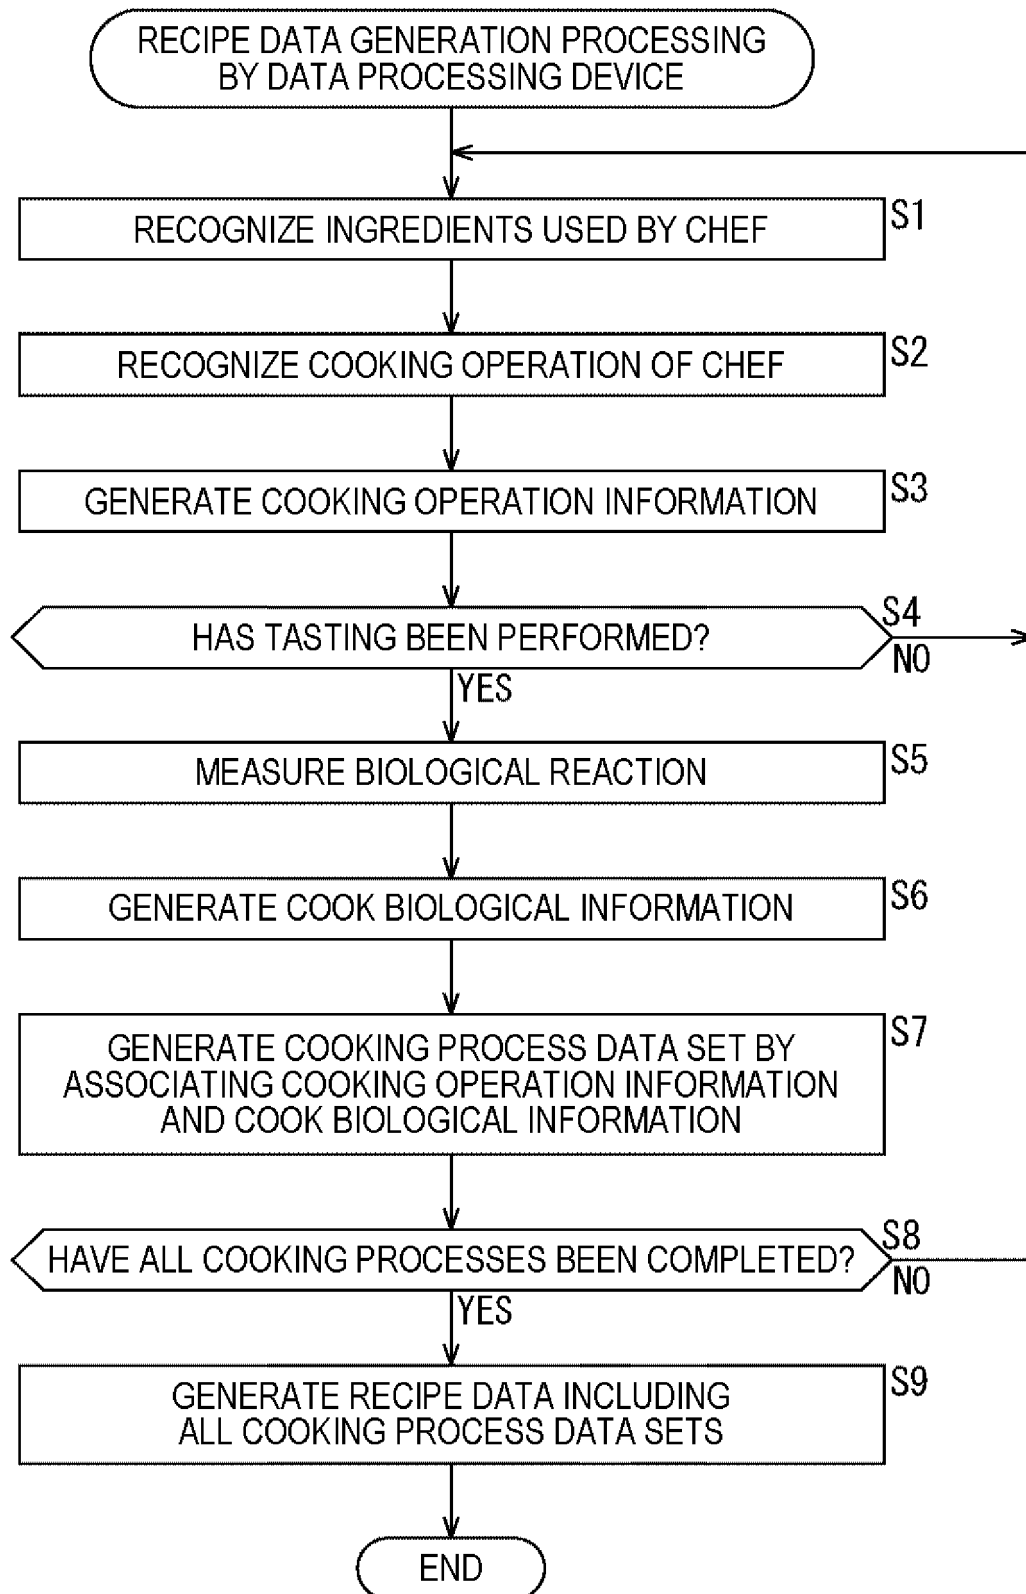 RECIPE DATA GENERATION PROCESSING
BY DATA PROCESSING DEVICE
RECOGNIZE INGREDIENTS USED BY CHEF
S1
RECOGNIZE COOKING OPERATION OF CHEF
S2
GENERATE COOKING OPERATION INFORMATION
S3
HAS TASTING BEEN PERFORMED?
S4
NO
YES
MEASURE BIOLOGICAL REACTION
S5
GENERATE COOK BIOLOGICAL INFORMATION
S6
GENERATE COOKING PROCESS DATA SET BY
ASSOCIATING COOKING OPERATION INFORMATION
AND COOK BIOLOGICAL INFORMATION
S7
HAVE ALL COOKING PROCESSES BEEN COMPLETED?
S8
NO
YES
GENERATE RECIPE DATA INCLUDING
ALL COOKING PROCESS DATA SETS
S9
END